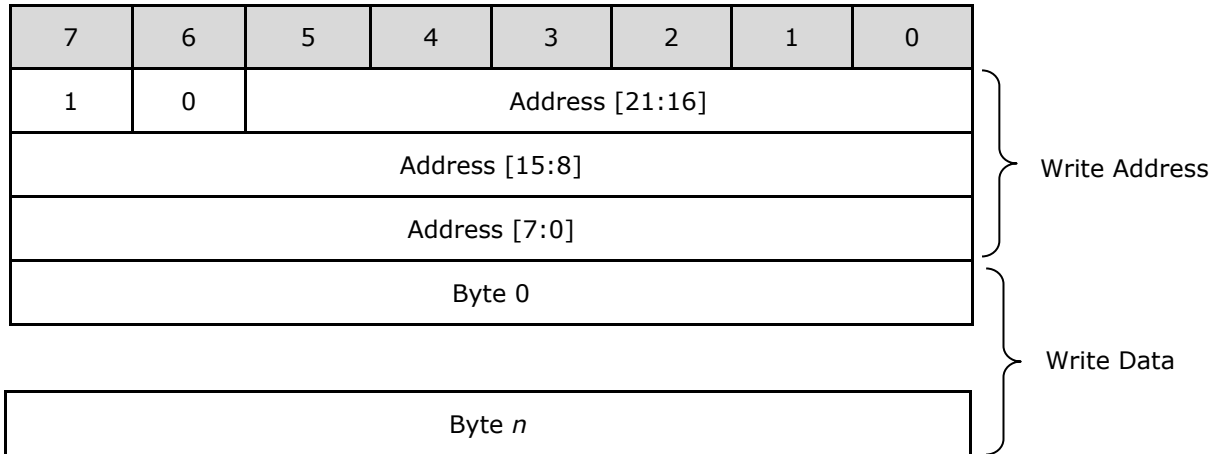 7 6 5 4 3 2 1 0
1 0 Address [21:16]
Address [15:8]
Write Address
Address [7:0]
Byte 0
Write Data
Byte n